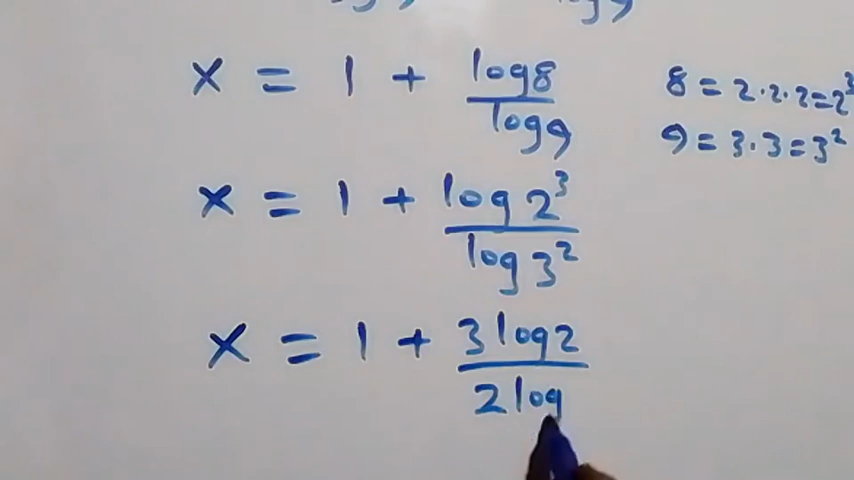 x = 1 + log8/log9
8 = 2·2·2=2³
9 = 3·3=3²
x = 1 + log 2³/log 3²
x = 1 + 3log2/2log